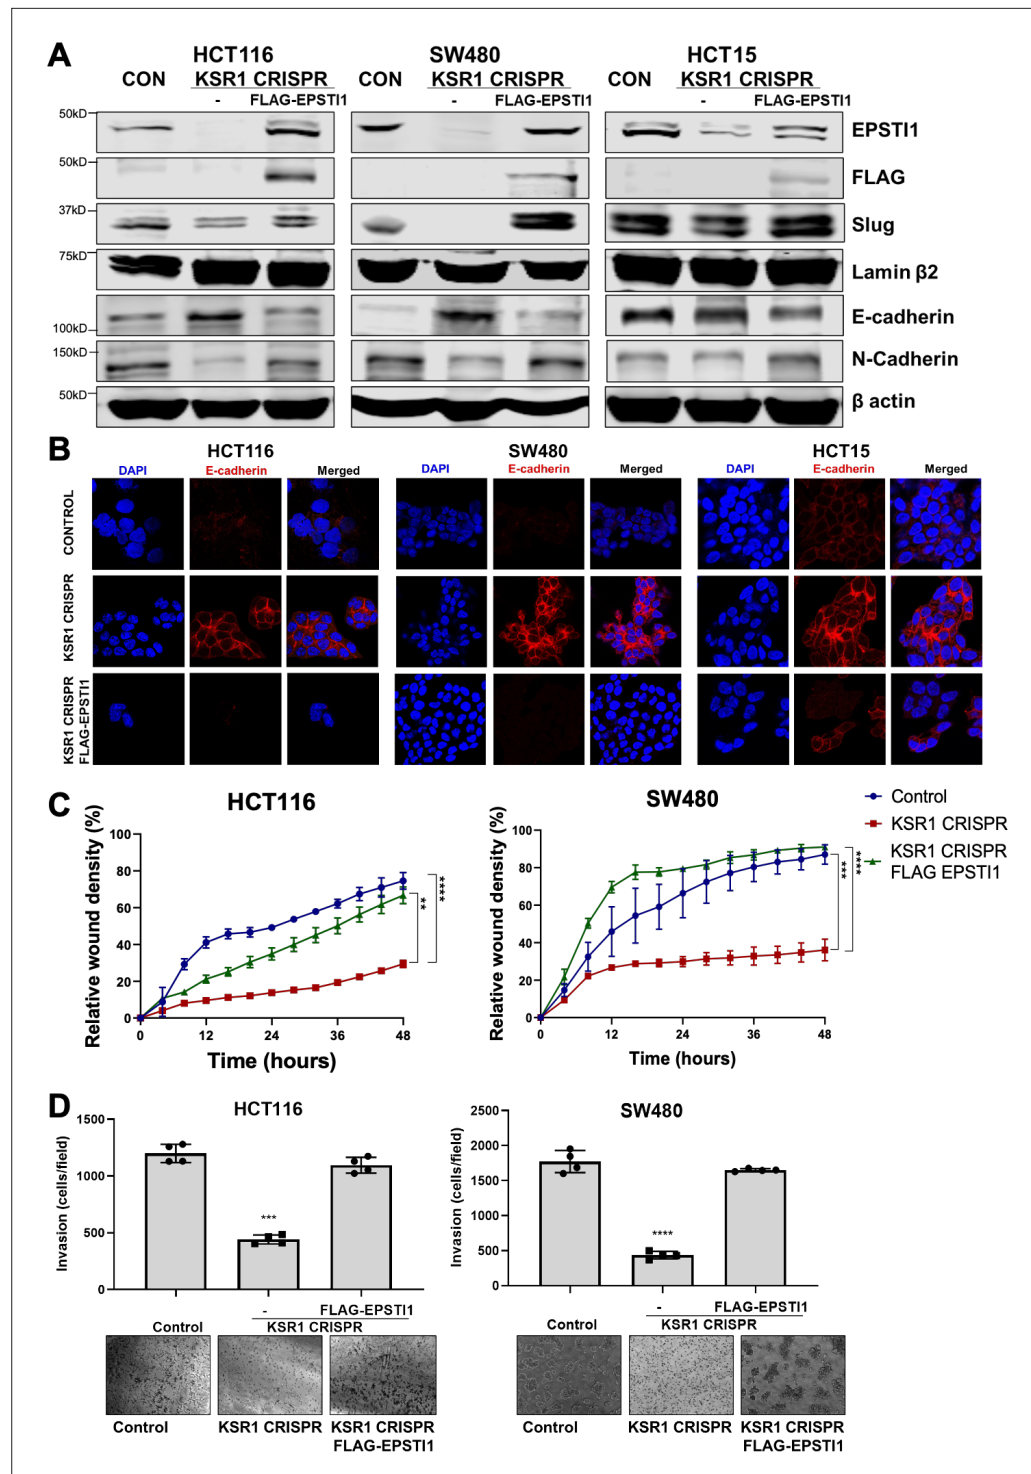 A
HCT116 SW480 HCT15
CON KSR1 CRISPR CON KSR1 CRISPR CON KSR1 CRISPR
- FLAG-EPSTI1 - FLAG-EPSTI1 - FLAG-EPSTI1
50kD EPSTI1
50kD FLAG
37kD Slug
75kD Lamin β2
100kD E-cadherin
150kD N-Cadherin
50kD β actin
B
HCT116 SW480 HCT15
DAPI E-cadherin Merged DAPI E-cadherin Merged DAPI E-cadherin Merged
CONTROL
KSR1 CRISPR
KSR1 CRISPR
FLAG-EPSTI1
C
HCT116
Relative wound density (%)
100
80
60
40
20
0
0 12 24 36 48
Time (hours)
**
****
SW480
Relative wound density (%)
100
80
60
40
20
0
0 12 24 36 48
Time (hours)
***
****
Control
KSR1 CRISPR
KSR1 CRISPR
FLAG EPSTI1
D
HCT116
Invasion (cells/field)
1500
1000
500
0
***
- FLAG-EPSTI1
Control KSR1 CRISPR
Control KSR1 CRISPR KSR1 CRISPR
FLAG-EPSTI1
SW480
Invasion (cells/field)
2500
2000
1500
1000
500
0
****
- FLAG-EPSTI1
Control KSR1 CRISPR
Control KSR1 CRISPR KSR1 CRISPR
FLAG-EPSTI1